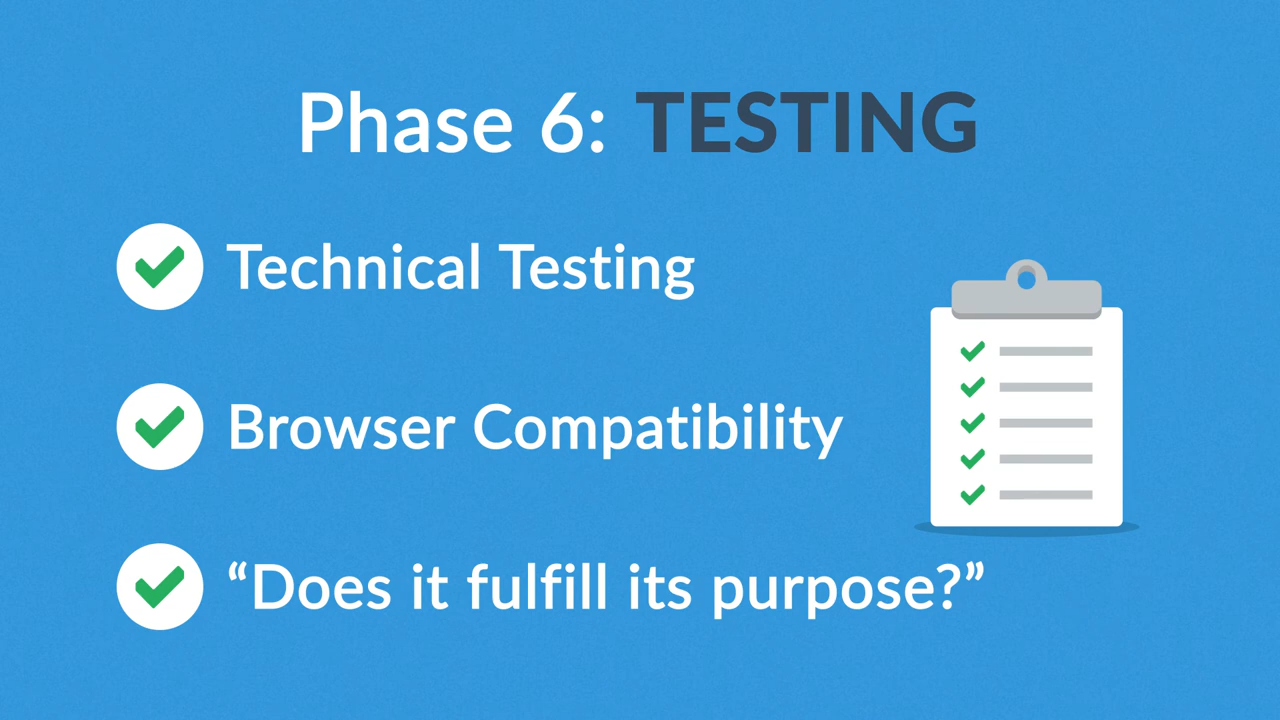 Phase 6: TESTING
Technical Testing
Browser Compatibility
“Does it fulfill its purpose?”